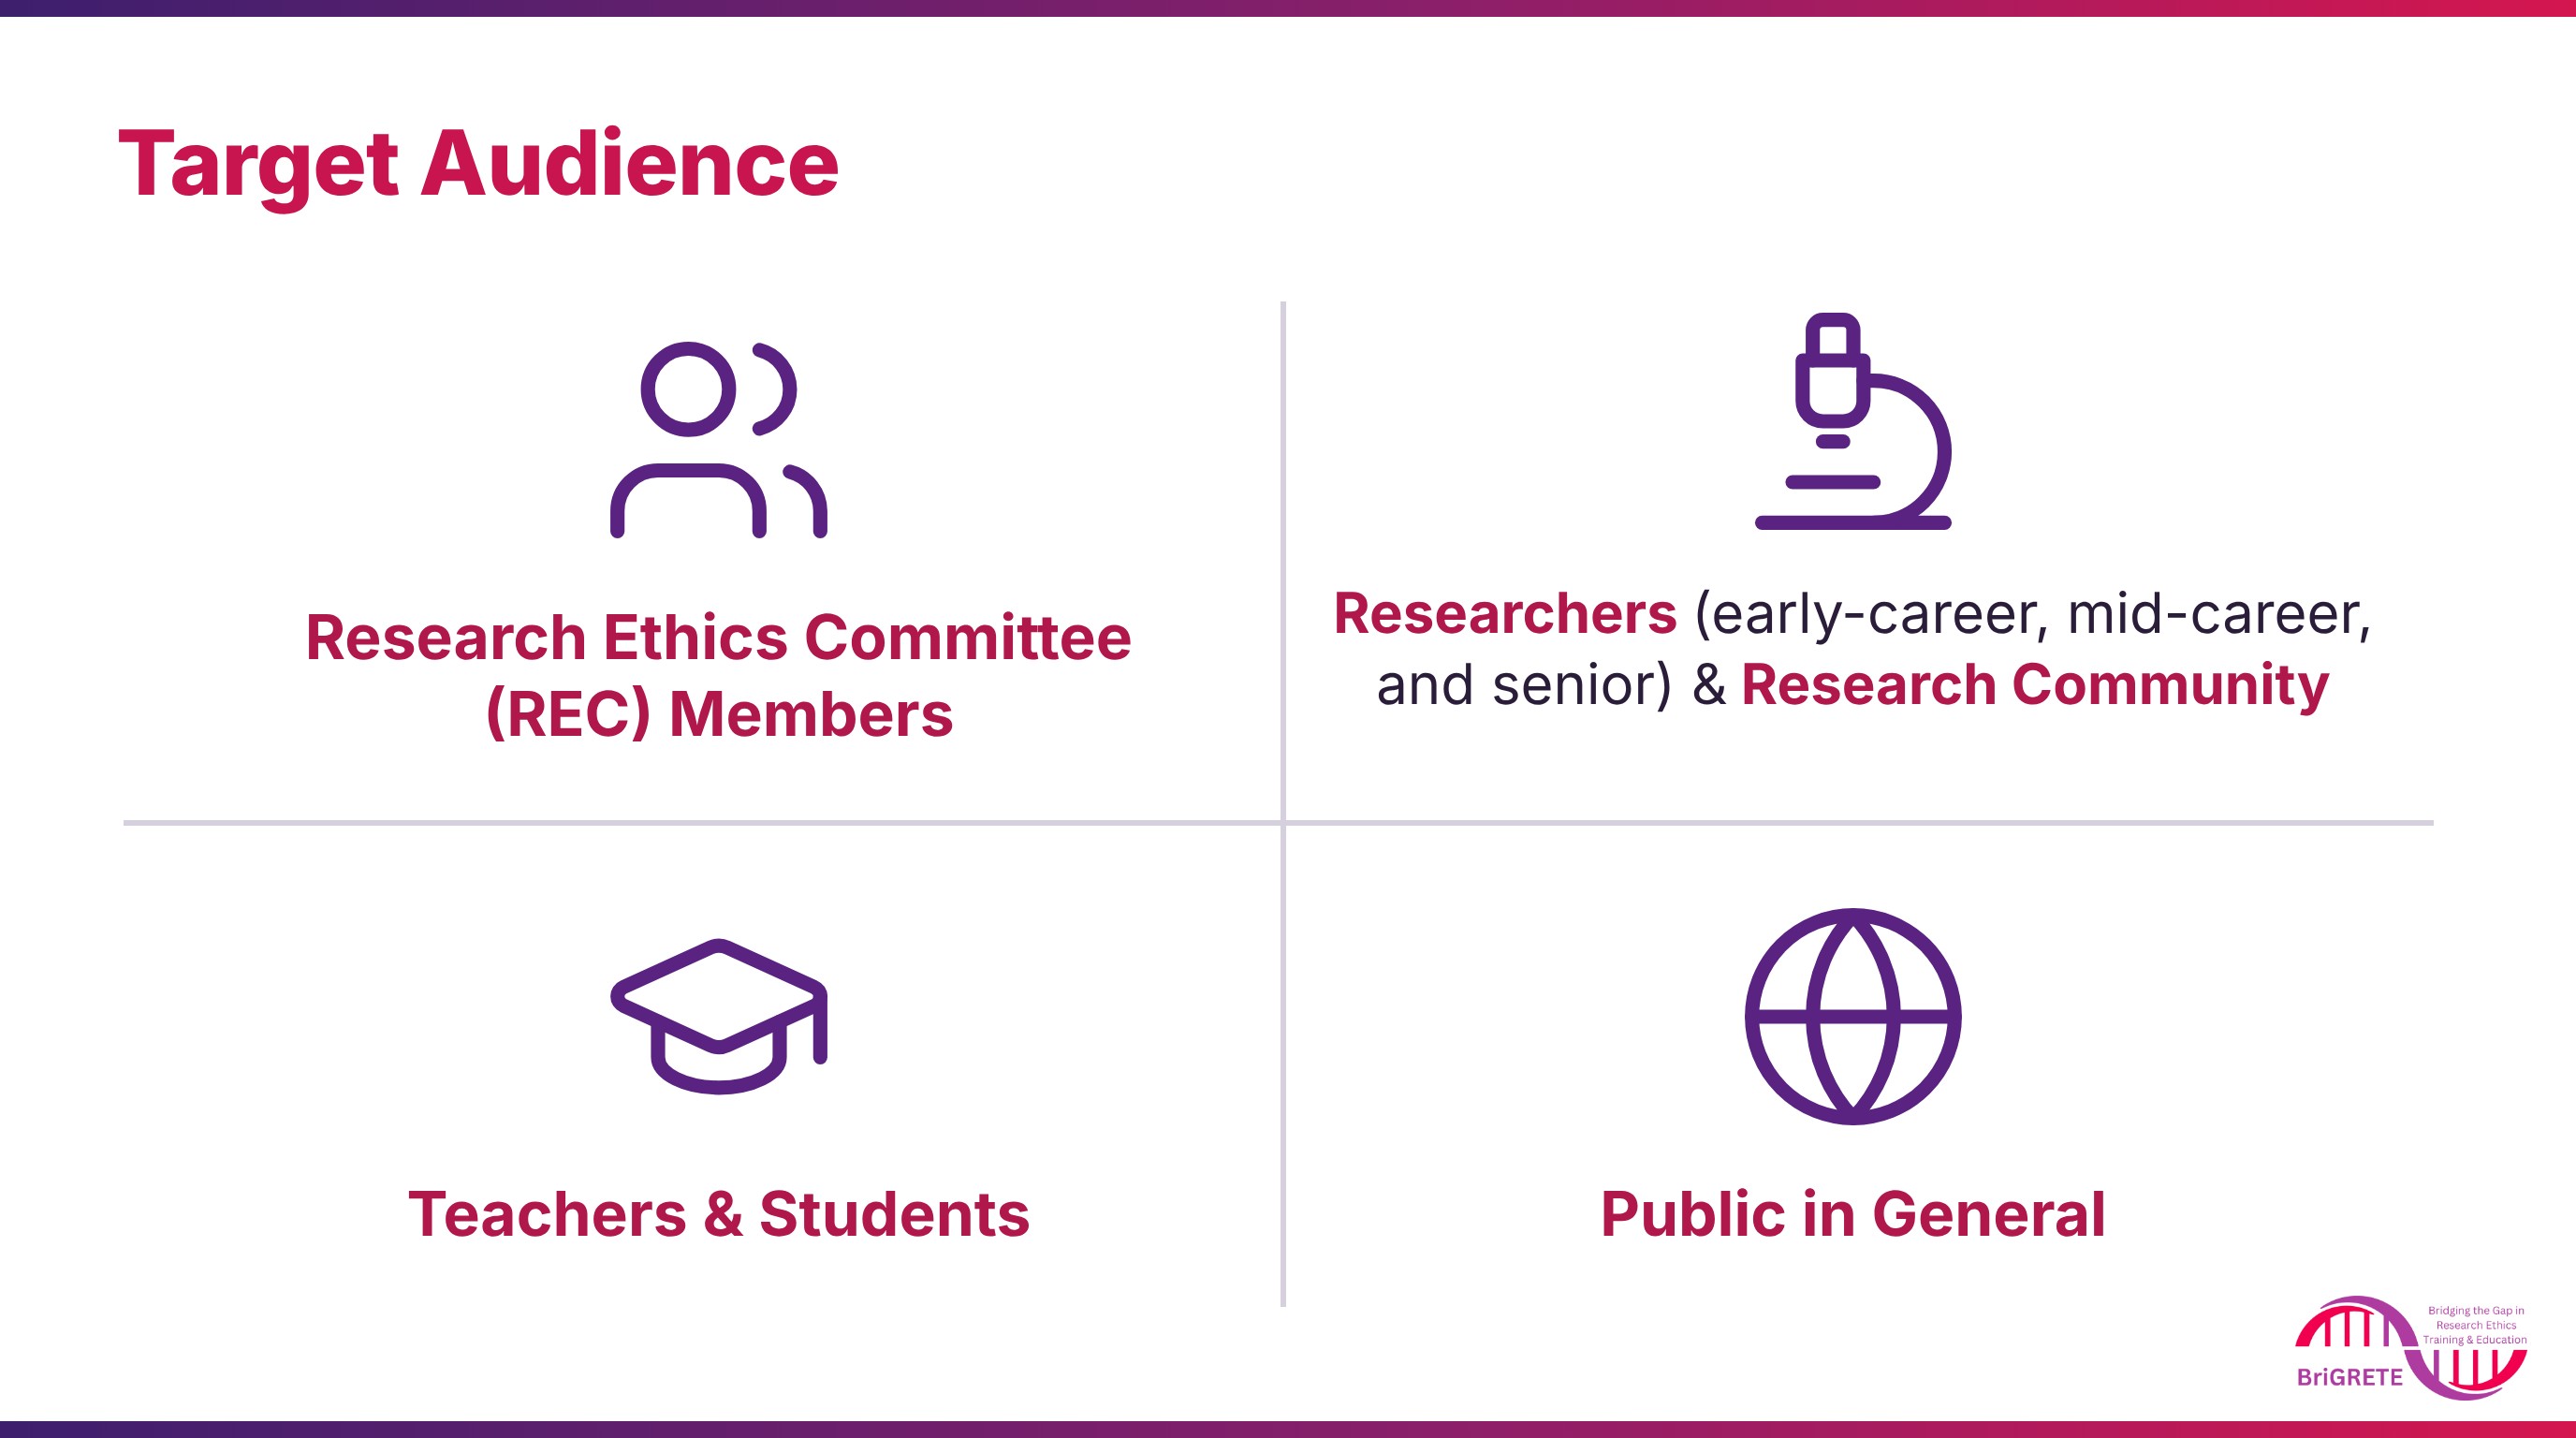 Target Audience
Research Ethics Committee
(REC) Members
Researchers (early-career, mid-career,
and senior) & Research Community
Teachers & Students
Public in General
Bridging the Gap in
Research Ethics
Training & Education
BriGRETE